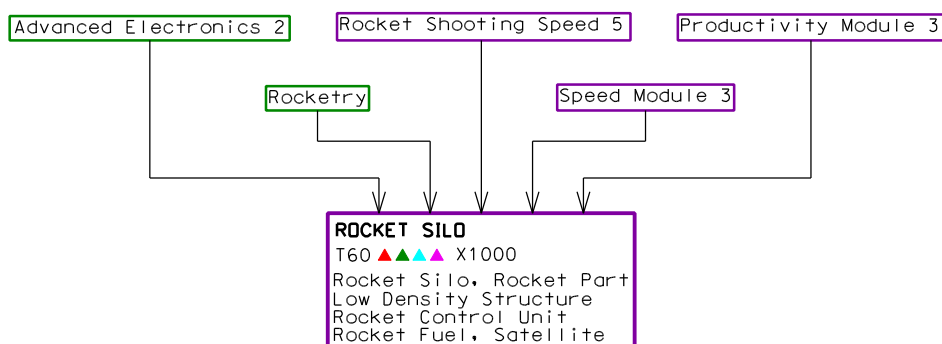 Advanced Electronics 2
Rocket Shooting Speed 5
Productivity Module 3
Rocketry
Speed Module 3
ROCKET SILO
T60 X1000
Rocket Silo, Rocket Part
Low Density Structure
Rocket Control Unit
Rocket Fuel, Satellite